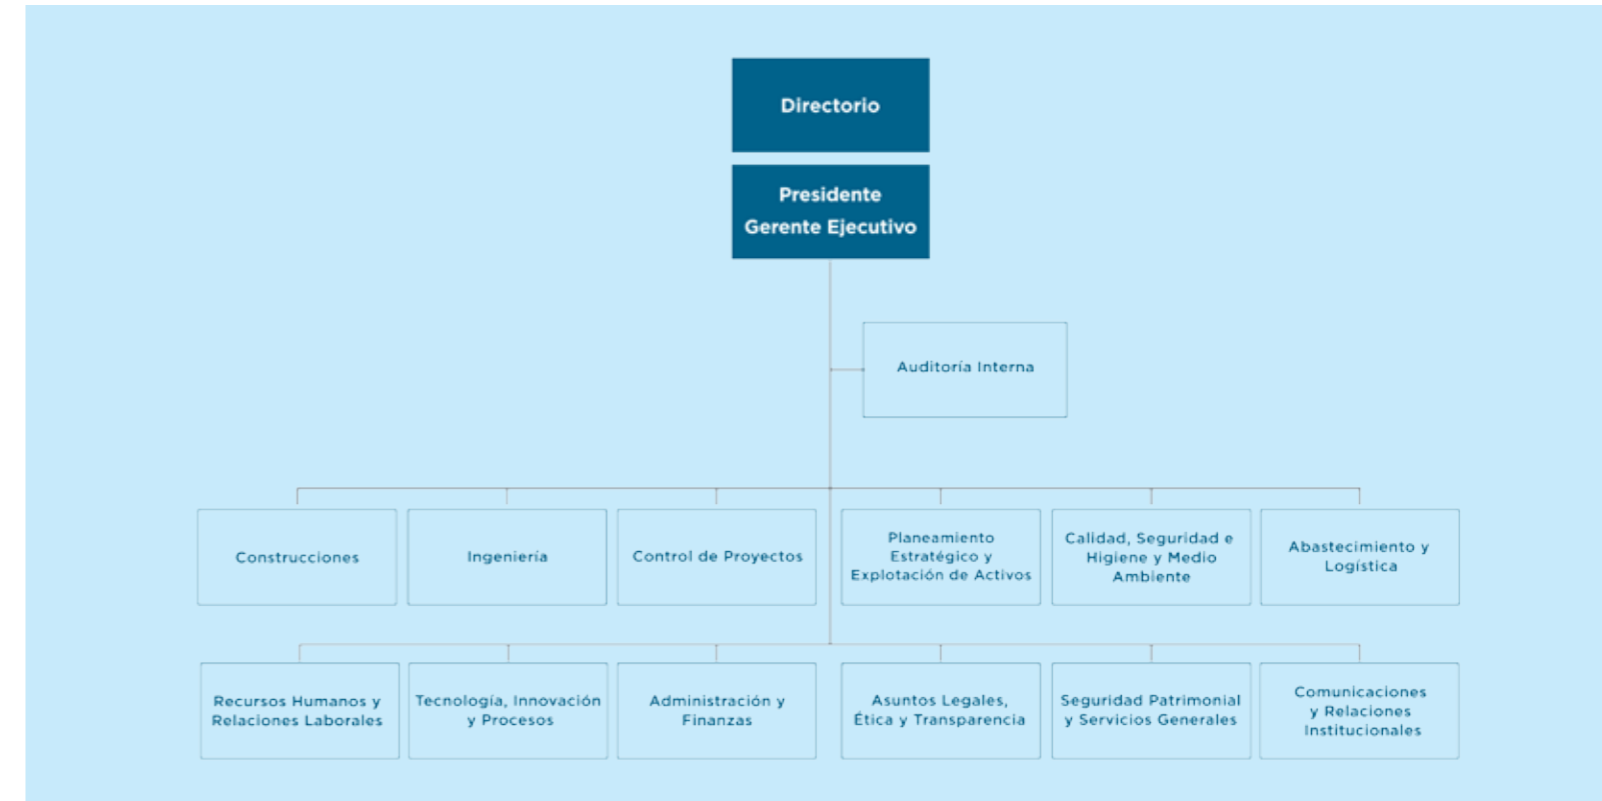 Directorio
Presidente
Gerente Ejecutivo
Auditoría Interna
Construcciones
Ingeniería
Control de Proyectos
Planeamiento
Estratégico y
Explotación de Activos
Calidad, Seguridad e
Higiene y Medio
Ambiente
Abastecimiento y
Logística
Recursos Humanos y
Relaciones Laborales
Tecnología, Innovación
y Procesos
Administración y
Finanzas
Asuntos Legales,
Ética y Transparencia
Seguridad Patrimonial
y Servicios Generales
Comunicaciones
y Relaciones
Institucionales